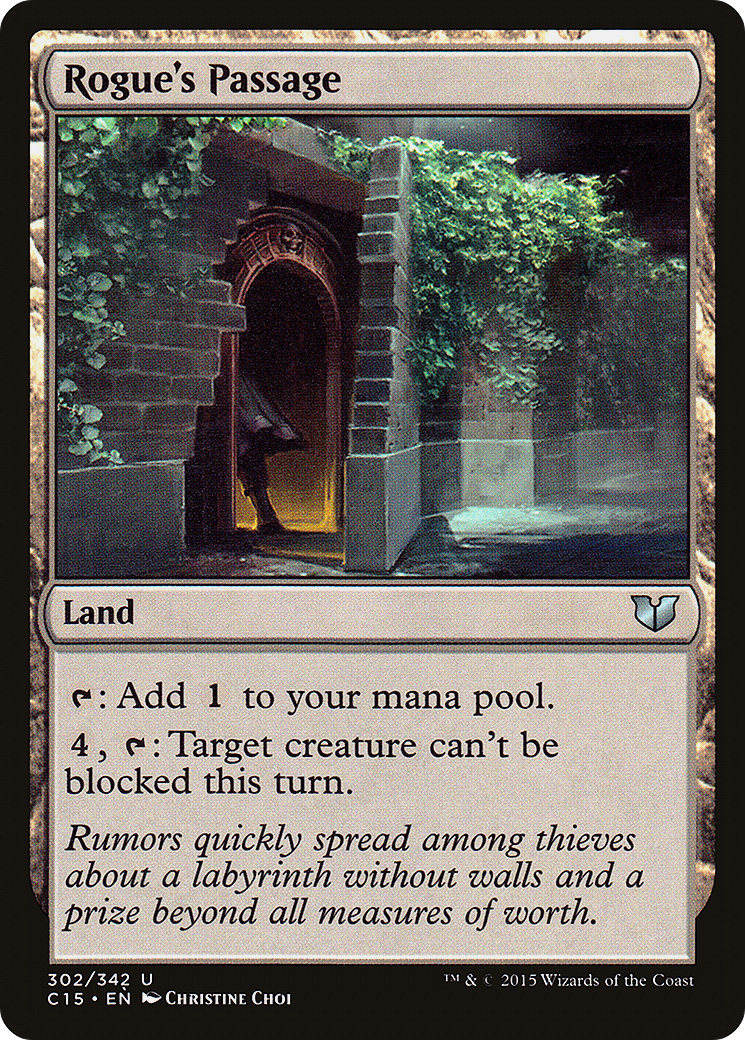 Rogue's Passage
Land
: Add 1 to your mana pool.
4, : Target creature can't be
blocked this turn.
Rumors quickly spread among thieves
about a labyrinth without walls and a
prize beyond all measures of worth.
302/342 U
™ & © 2015 Wizards of the Coast
C15 • EN Christine Choi